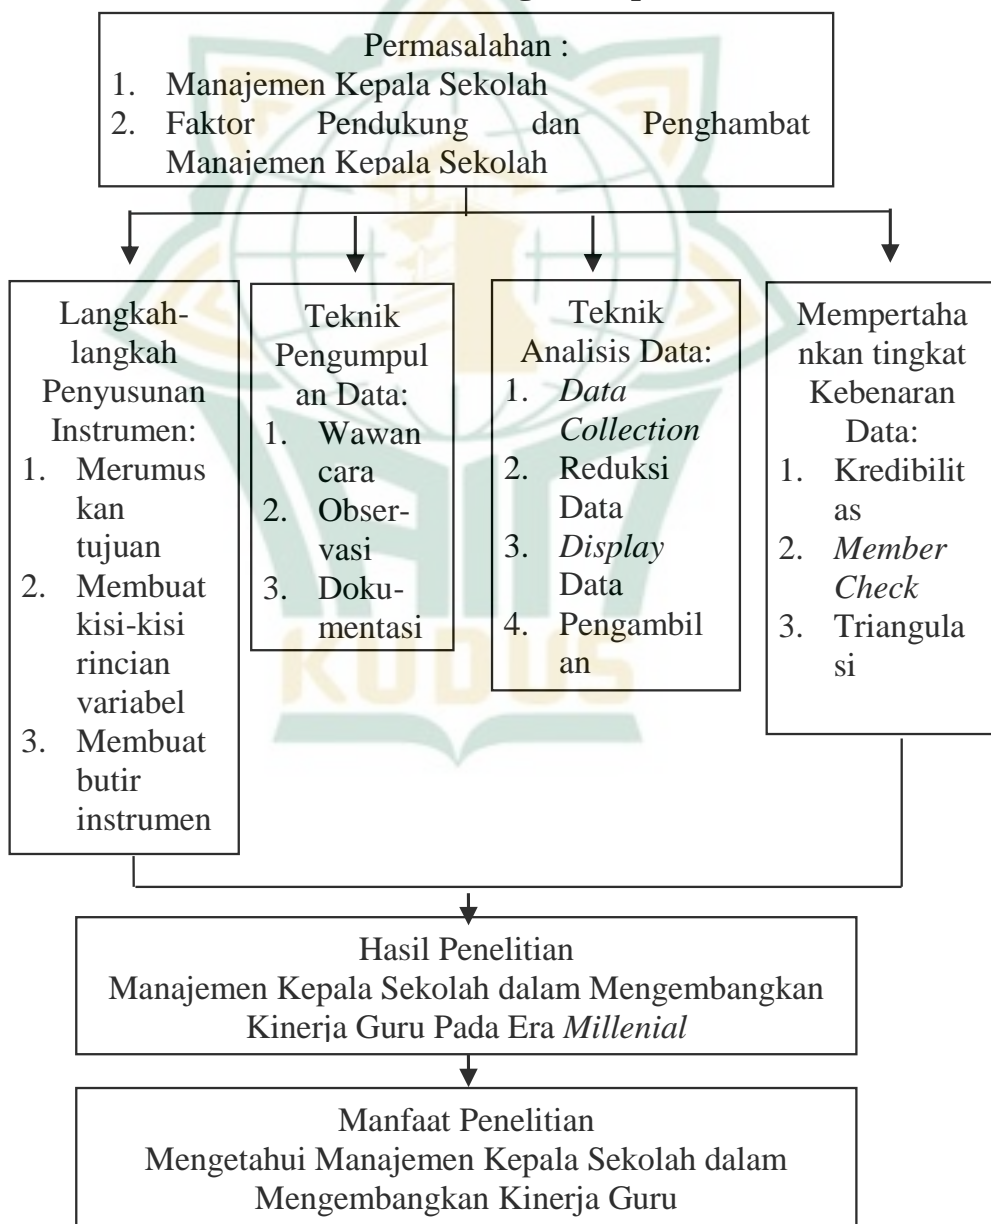 Permasalahan :
1. Manajemen Kepala Sekolah
2. Faktor Pendukung dan Penghambat
Manajemen Kepala Sekolah
Langkah-
langkah
Penyusunan
Instrumen:
1. Merumus
kan
tujuan
2. Membuat
kisi-kisi
rincian
variabel
3. Membuat
butir
instrumen
Teknik
Pengumpul
an Data:
1. Wawan
cara
2. Obser-
vasi
3. Doku-
mentasi
Teknik
Analisis Data:
1. Data
Collection
2. Reduksi
Data
3. Display
Data
4. Pengambil
an
Mempertaha
nkan tingkat
Kebenaran
Data:
1. Kredibilit
as
2. Member
Check
3. Triangula
si
KUDUS
Hasil Penelitian
Manajemen Kepala Sekolah dalam Mengembangkan
Kinerja Guru Pada Era Millenial
Manfaat Penelitian
Mengetahui Manajemen Kepala Sekolah dalam
Mengembangkan Kinerja Guru